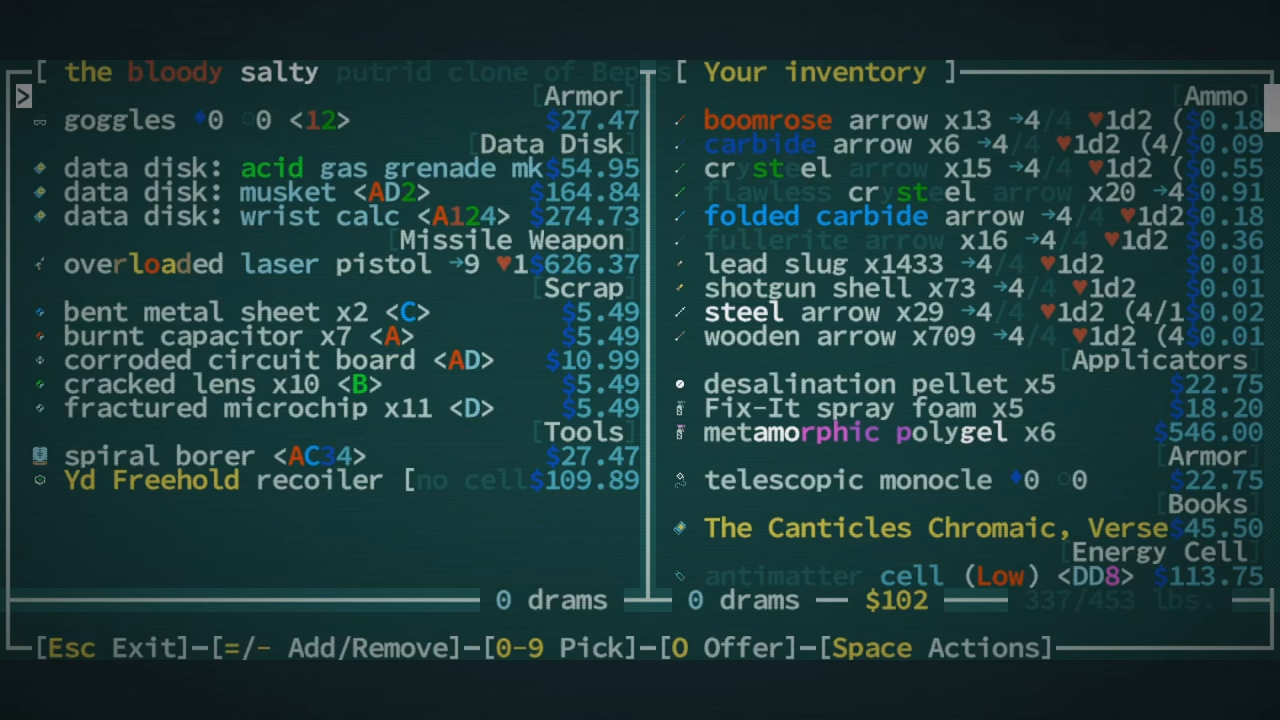 [ the bloody salty putrid clone of Bep s
[Armor]
goggles ♦0 ○0 <12> $27.47
[Data Disk]
data disk: acid gas grenade mk $54.95
data disk: musket <AD2> $164.84
data disk: wrist calc <A124> $274.73
[Missile Weapon]
overloaded laser pistol →9 ♥1 $626.37
[Scrap]
bent metal sheet x2 <C> $5.49
burnt capacitor x7 <A> $5.49
corroded circuit board <AD> $10.99
cracked lens x10 <B> $5.49
fractured microchip x11 <D> $5.49
[Tools]
spiral borer <AC34> $27.47
Yd Freehold recoiler [no cell $109.89
0 drams
[ Your inventory ]
[Ammo]
boomrose arrow x13 →4/4 ♥1d2 ( $0.18
carbide arrow x6 →4/4 ♥1d2 (4/ $0.09
crysteel arrow x15 →4/4 ♥1d2 ( $0.55
flawless crysteel arrow x20 →4 $0.91
folded carbide arrow →4/4 ♥1d2 $0.18
fullerite arrow x16 →4/4 ♥1d2 $0.36
lead slug x1433 →4/4 ♥1d2 $0.01
shotgun shell x73 →4/4 ♥1d2 $0.01
steel arrow x29 →4/4 ♥1d2 (4/1 $0.02
wooden arrow x709 →4/4 ♥1d2 (4 $0.01
[Applicators]
desalination pellet x5 $22.75
Fix-It spray foam x5 $18.20
metamorphic polygel x6 $546.00
[Armor]
telescopic monocle ♦0 ○0 $22.75
[Books]
The Canticles Chromaic, Verse $45.50
[Energy Cell]
antimatter cell (Low) <DD8> $113.75
0 drams $102 337/453 lbs.
[Esc Exit] [=/- Add/Remove] [0-9 Pick] [O Offer] [Space Actions]